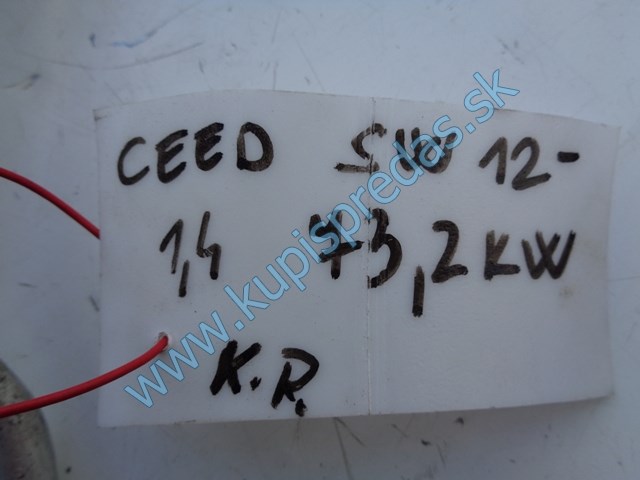 CEED SW 12-
1,4 73,2 KW
K.R.
www.kupispredas.sk